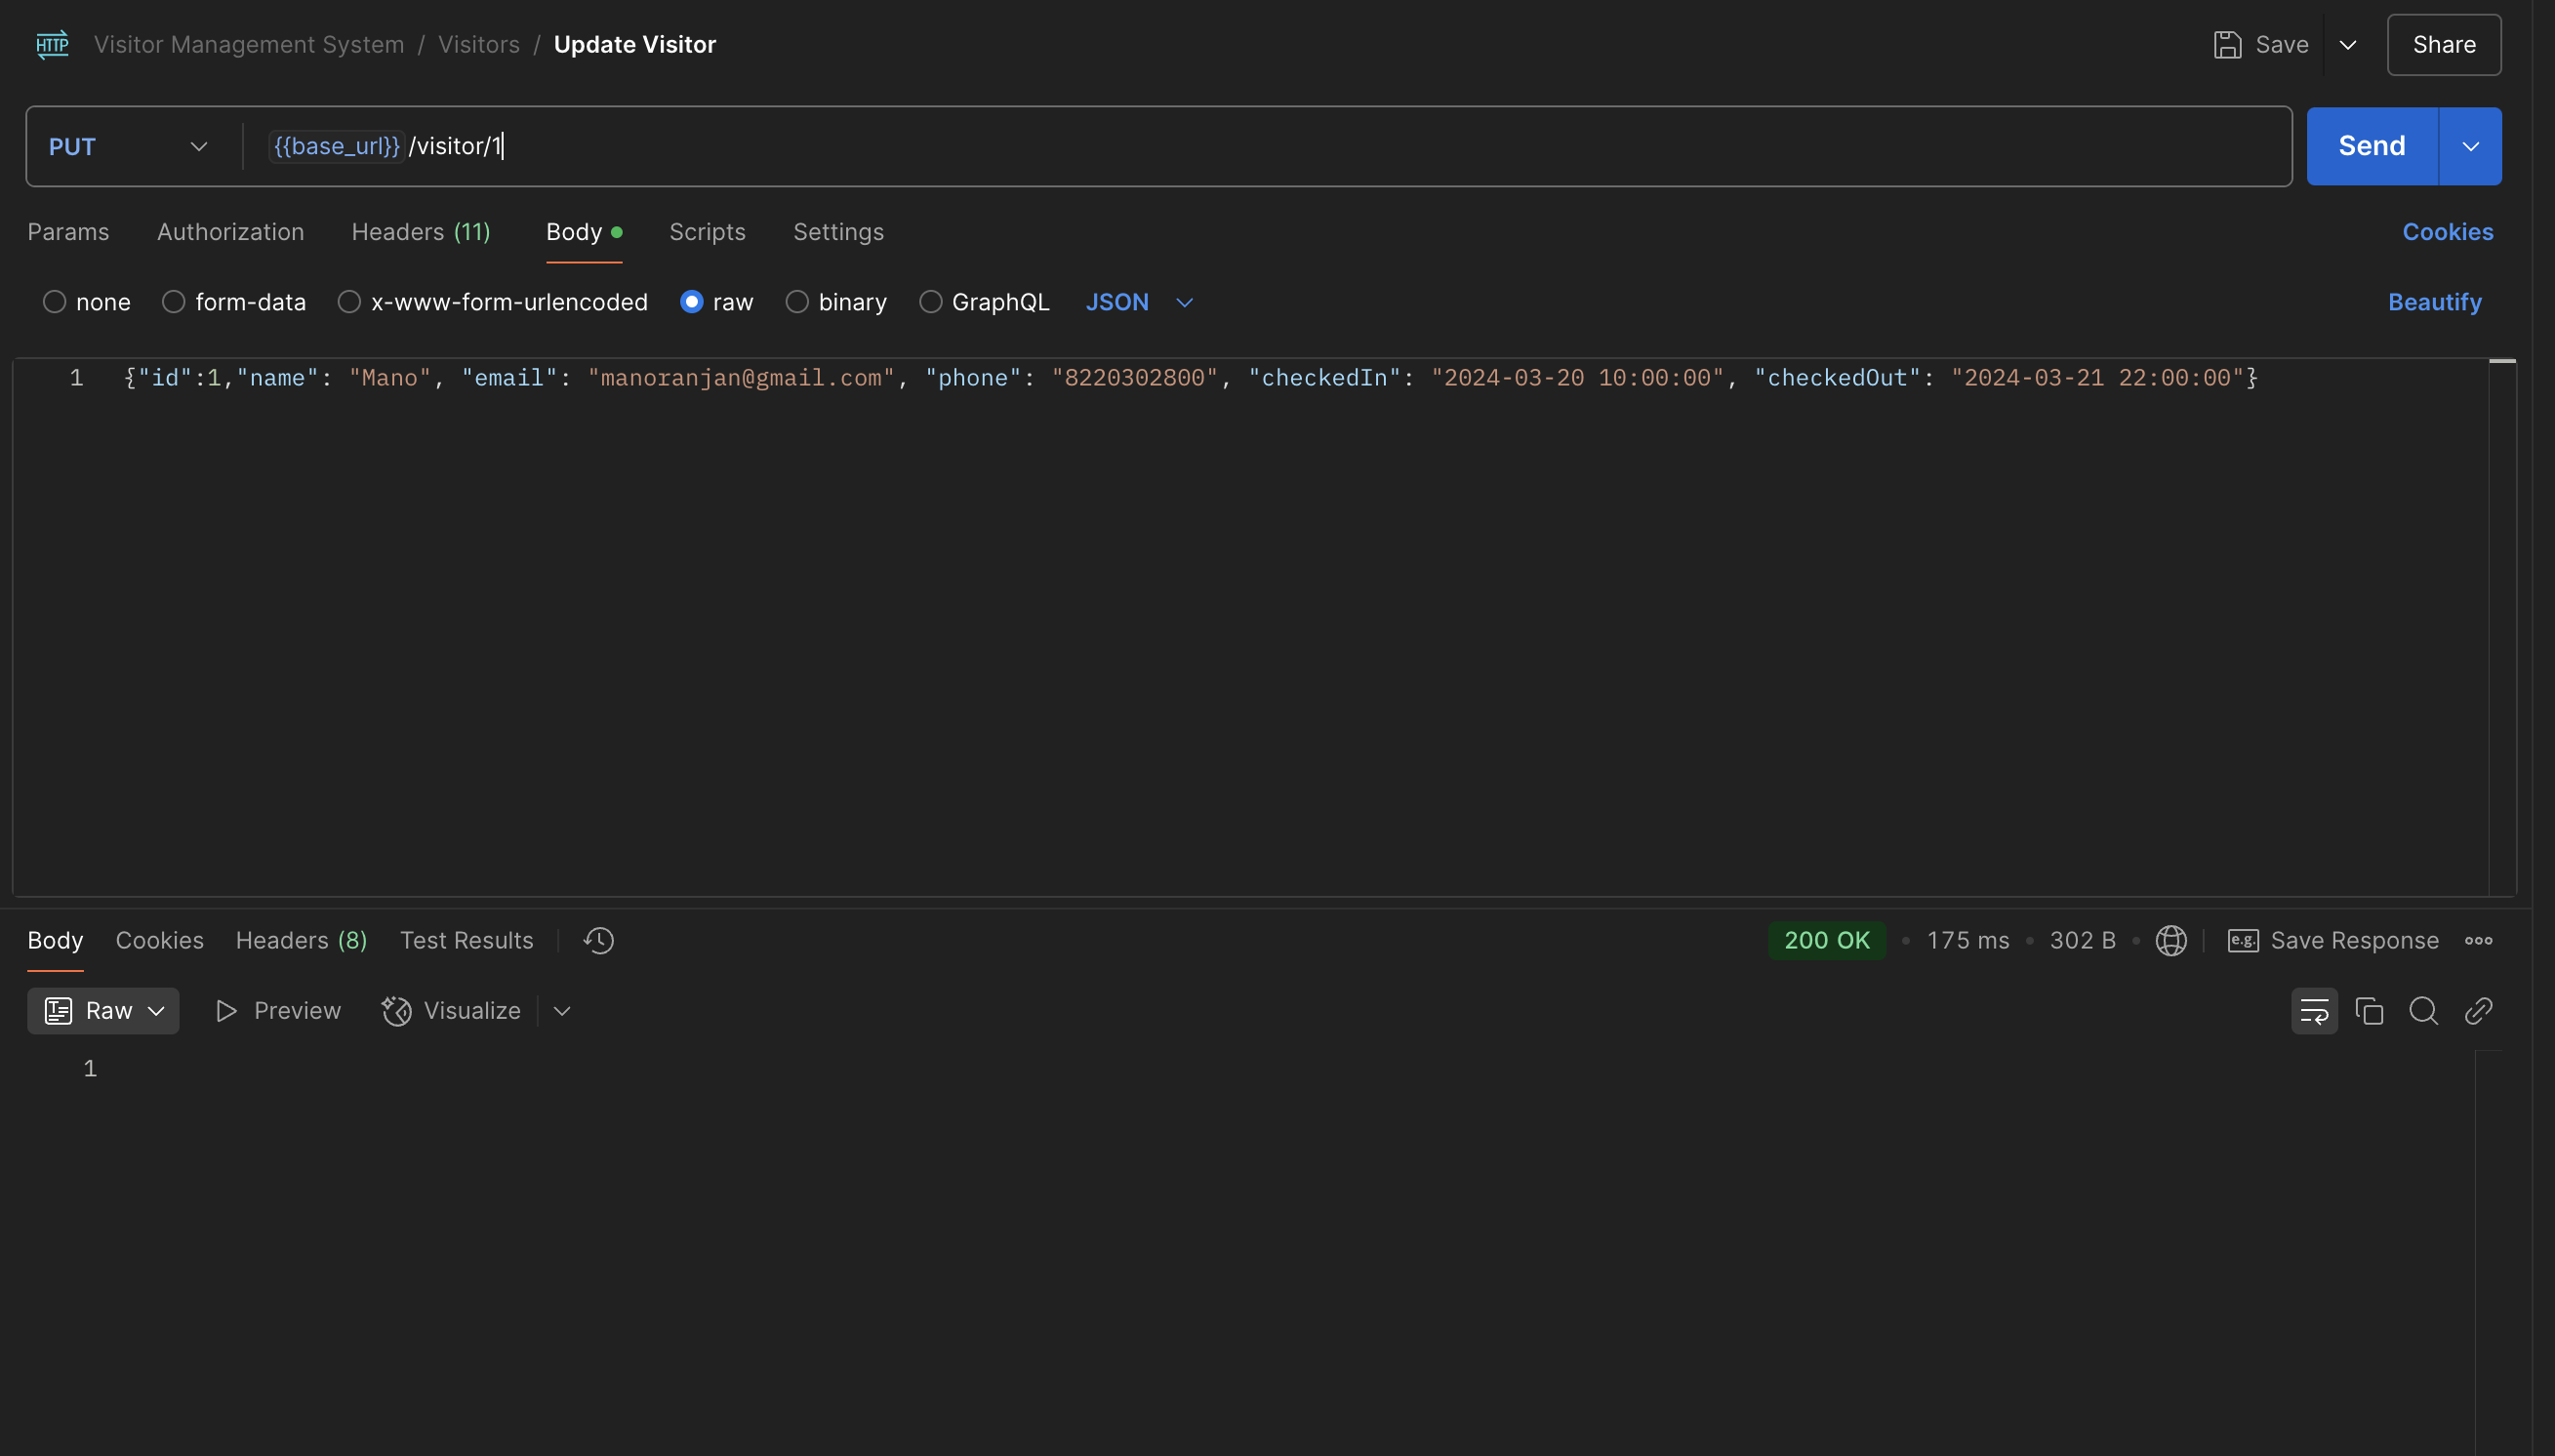 HTTP Visitor Management System / Visitors / Update Visitor Save Share
PUT {{base_url}} /visitor/1 Send
Params Authorization Headers (11) Body Scripts Settings Cookies
none form-data x-www-form-urlencoded raw binary GraphQL JSON Beautify
1 {"id":1,"name": "Mano", "email": "manoranjan@gmail.com", "phone": "8220302800", "checkedIn": "2024-03-20 10:00:00", "checkedOut": "2024-03-21 22:00:00"}
Body Cookies Headers (8) Test Results 200 OK • 175 ms • 302 B • e.g. Save Response
Raw Preview Visualize
1